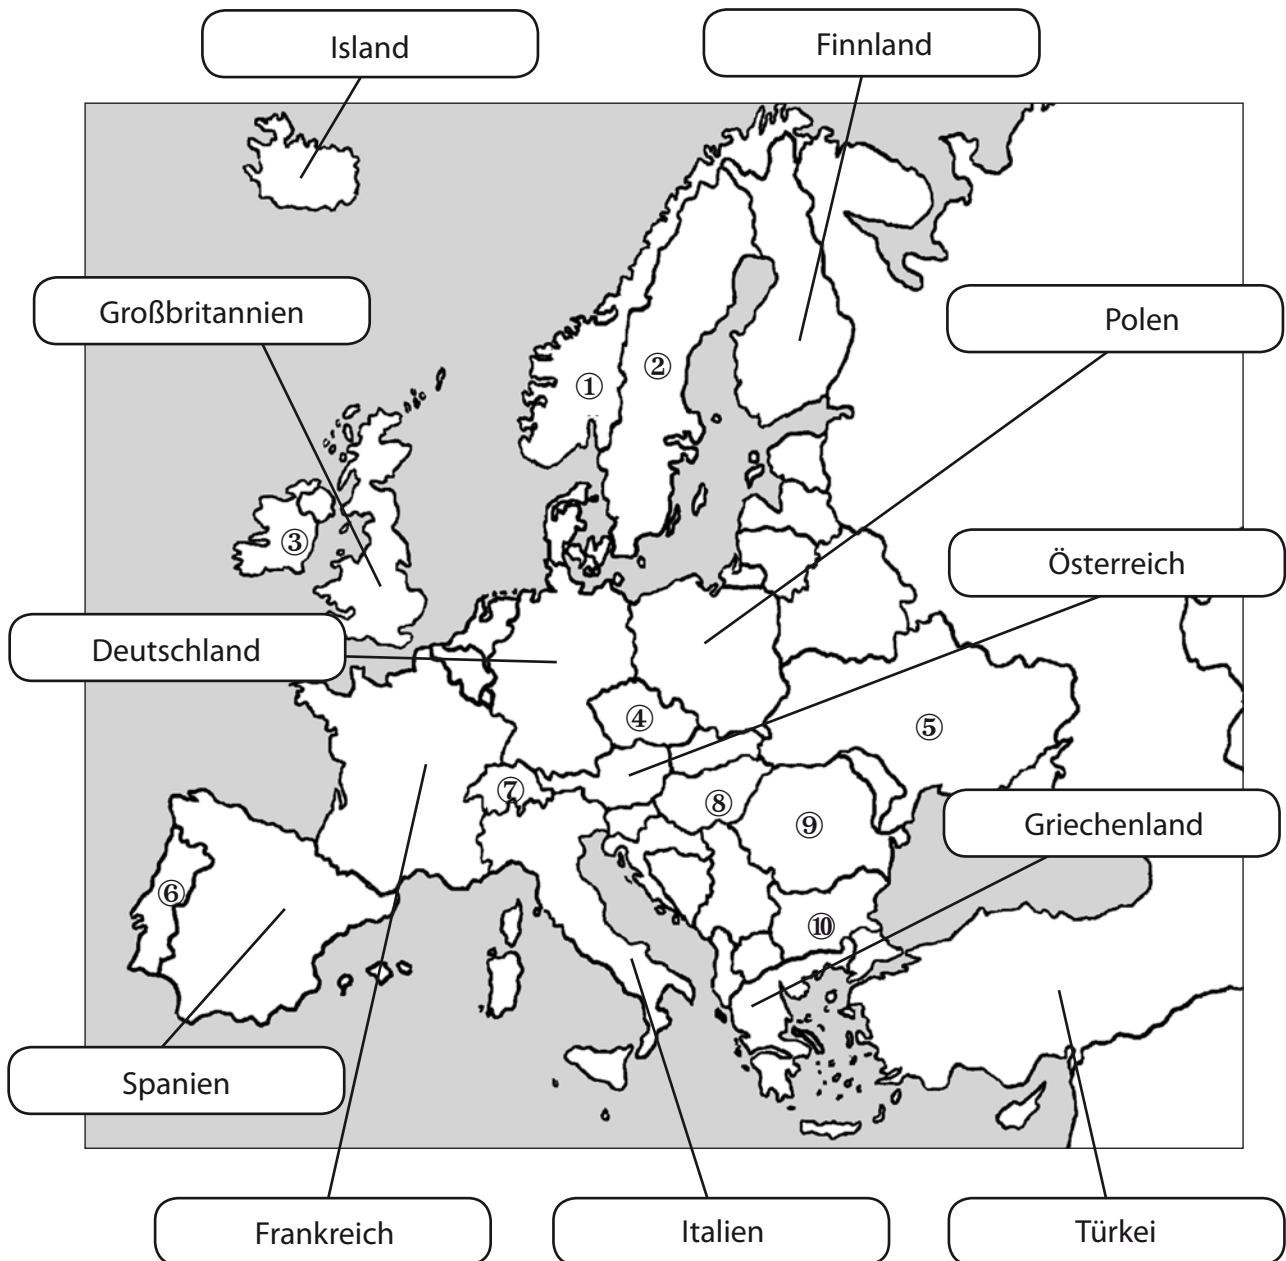 Island
Finnland
Großbritannien
Polen
①
②
③
Österreich
Deutschland
④
⑤
⑦
⑧
⑨
Griechenland
⑥
⑩
Spanien
Frankreich
Italien
Türkei